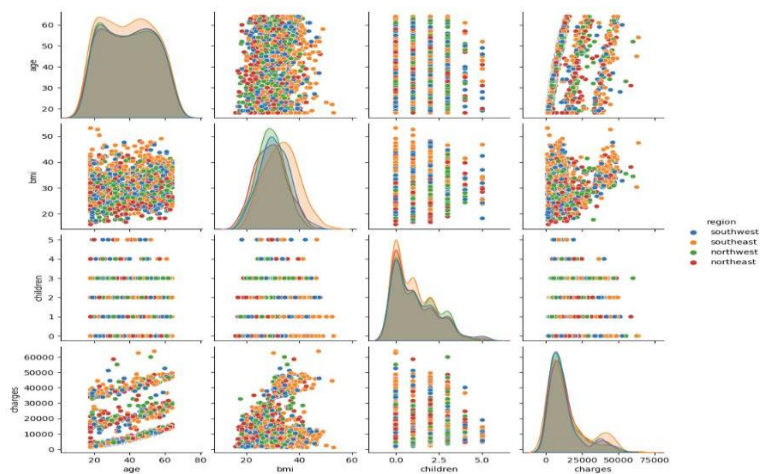 age
60
50
40
30
20
bmi
50
40
30
20
region
southwest
southeast
northwest
northeast
children
5
4
3
2
1
0
charges
60000
50000
40000
30000
20000
10000
0
20 40 60 80
age
20 40 60
bmi
0.0 2.5 5.0
children
0 25000 50000 75000
charges